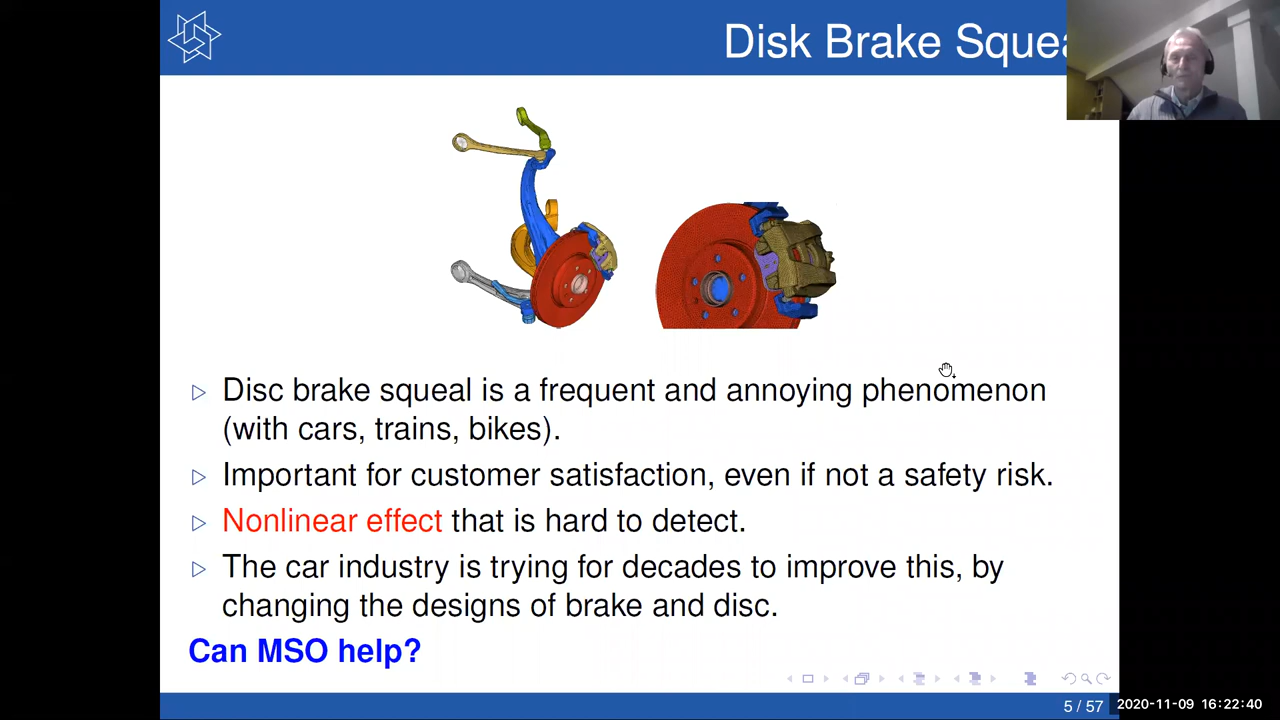 Disk Brake Squea
Disc brake squeal is a frequent and annoying phenomenon
(with cars, trains, bikes).
Important for customer satisfaction, even if not a safety risk.
Nonlinear effect that is hard to detect.
The car industry is trying for decades to improve this, by
changing the designs of brake and disc.
Can MSO help?
5 / 57
2020-11-09 16:22:40